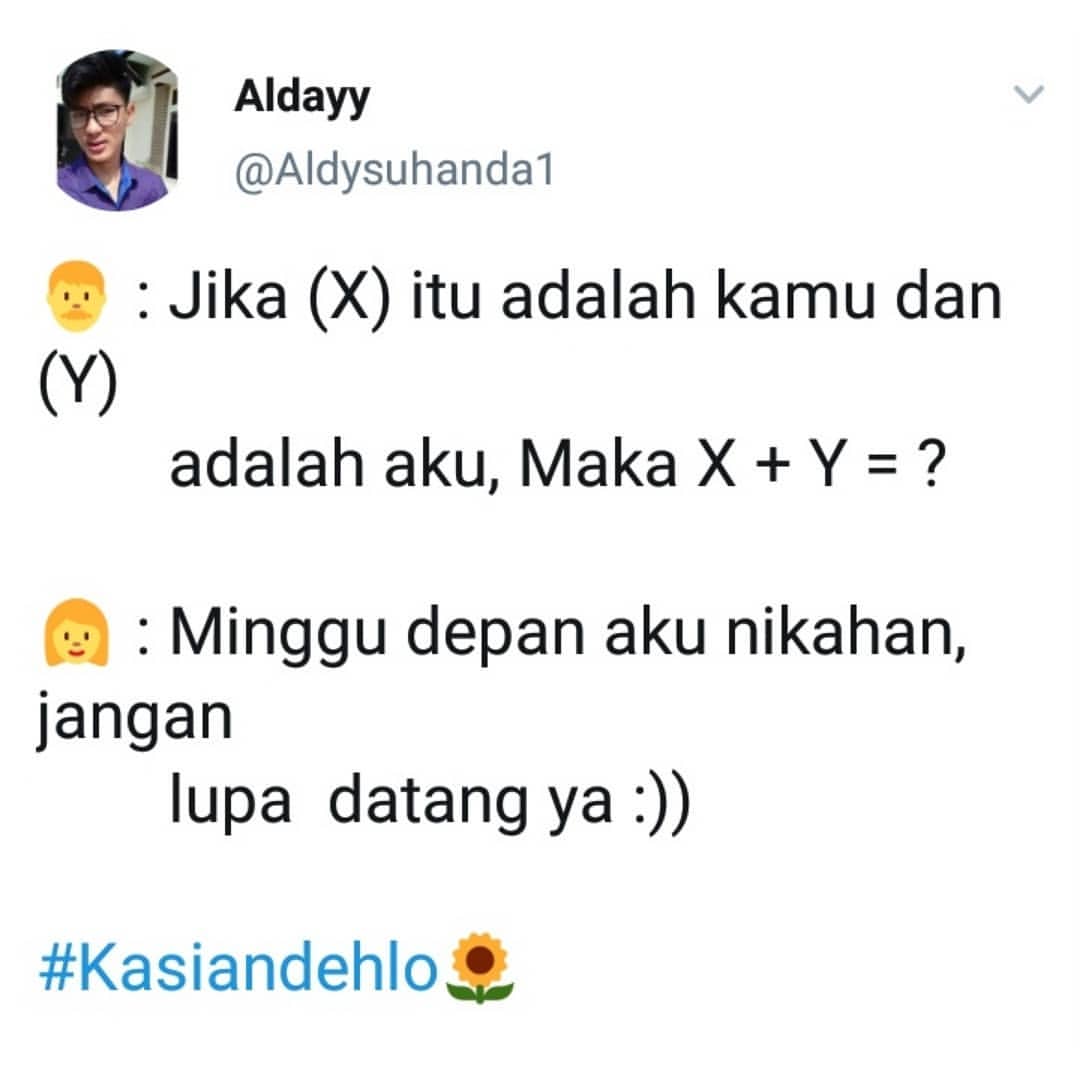 Aldayy
@Aldysuhanda1
👨 : Jika (X) itu adalah kamu dan
(Y)
adalah aku, Maka X + Y = ?
👩 : Minggu depan aku nikahan,
jangan
lupa datang ya :))
#Kasiandehlo🌻